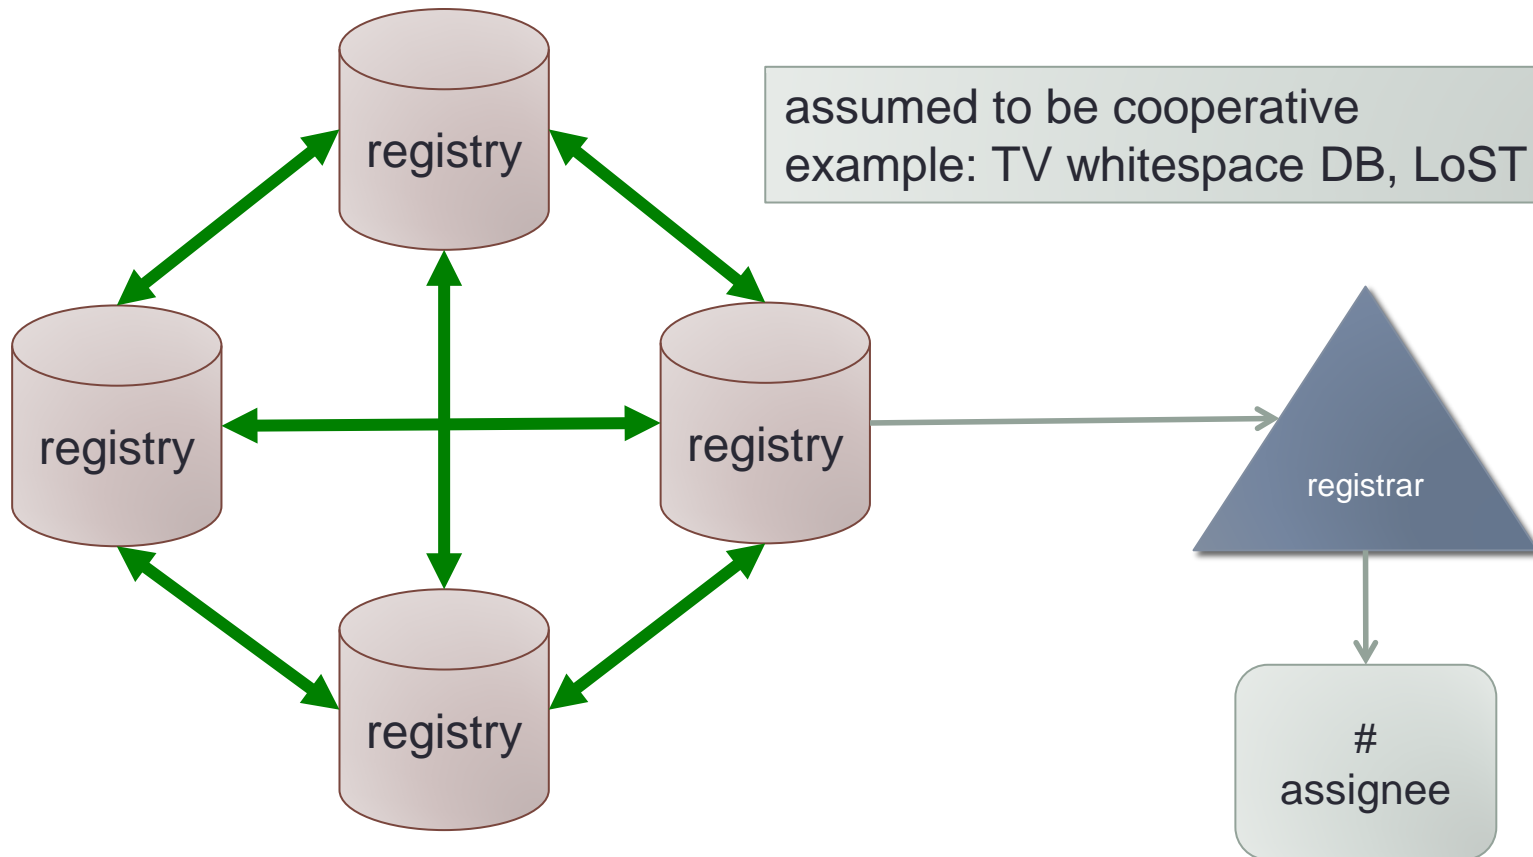 registry
assumed to be cooperative
example: TV whitespace DB, LoST
registry
registry
registrar
registry
#
assignee